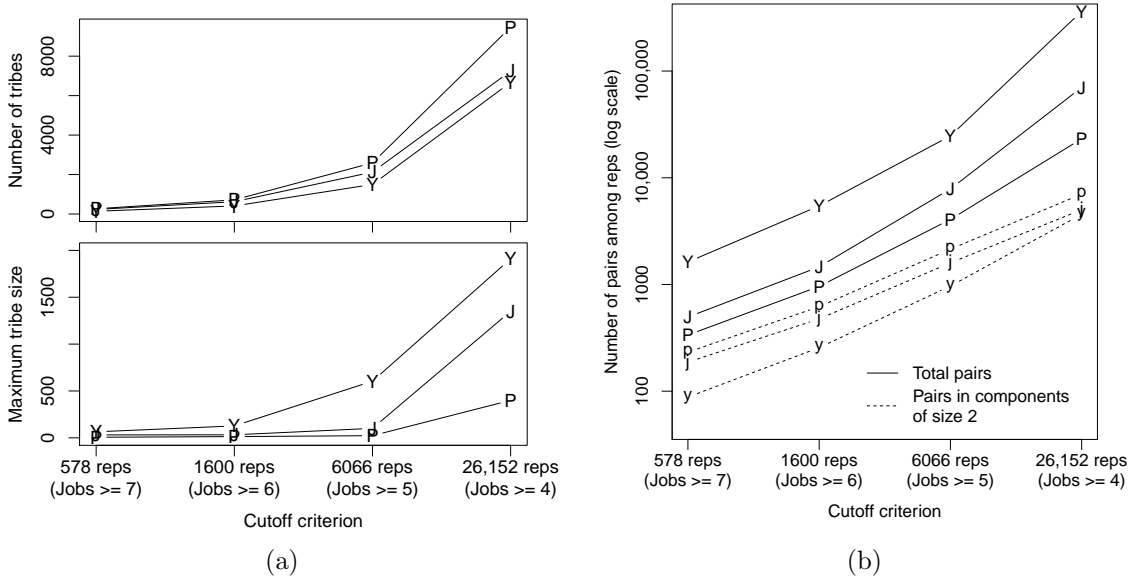 Number of tribes
0
4000
8000
P
J
Y
P
J
Y
P
J
Y
P
J
Y
Maximum tribe size
0
500
1500
Y
J
P
Y
J
P
Y
J
P
Y
J
P
578 reps
(Jobs >= 7)
1600 reps
(Jobs >= 6)
6066 reps
(Jobs >= 5)
26,152 reps
(Jobs >= 4)
Cutoff criterion
(a)
Number of pairs among reps (log scale)
100
1000
10,000
100,000
Y
Y
Y
Y
J
J
J
J
P
P
P
P
p
p
p
p
j
j
j
j
y
y
y
y
Total pairs
Pairs in components
of size 2
578 reps
(Jobs >= 7)
1600 reps
(Jobs >= 6)
6066 reps
(Jobs >= 5)
26,152 reps
(Jobs >= 4)
Cutoff criterion
(b)